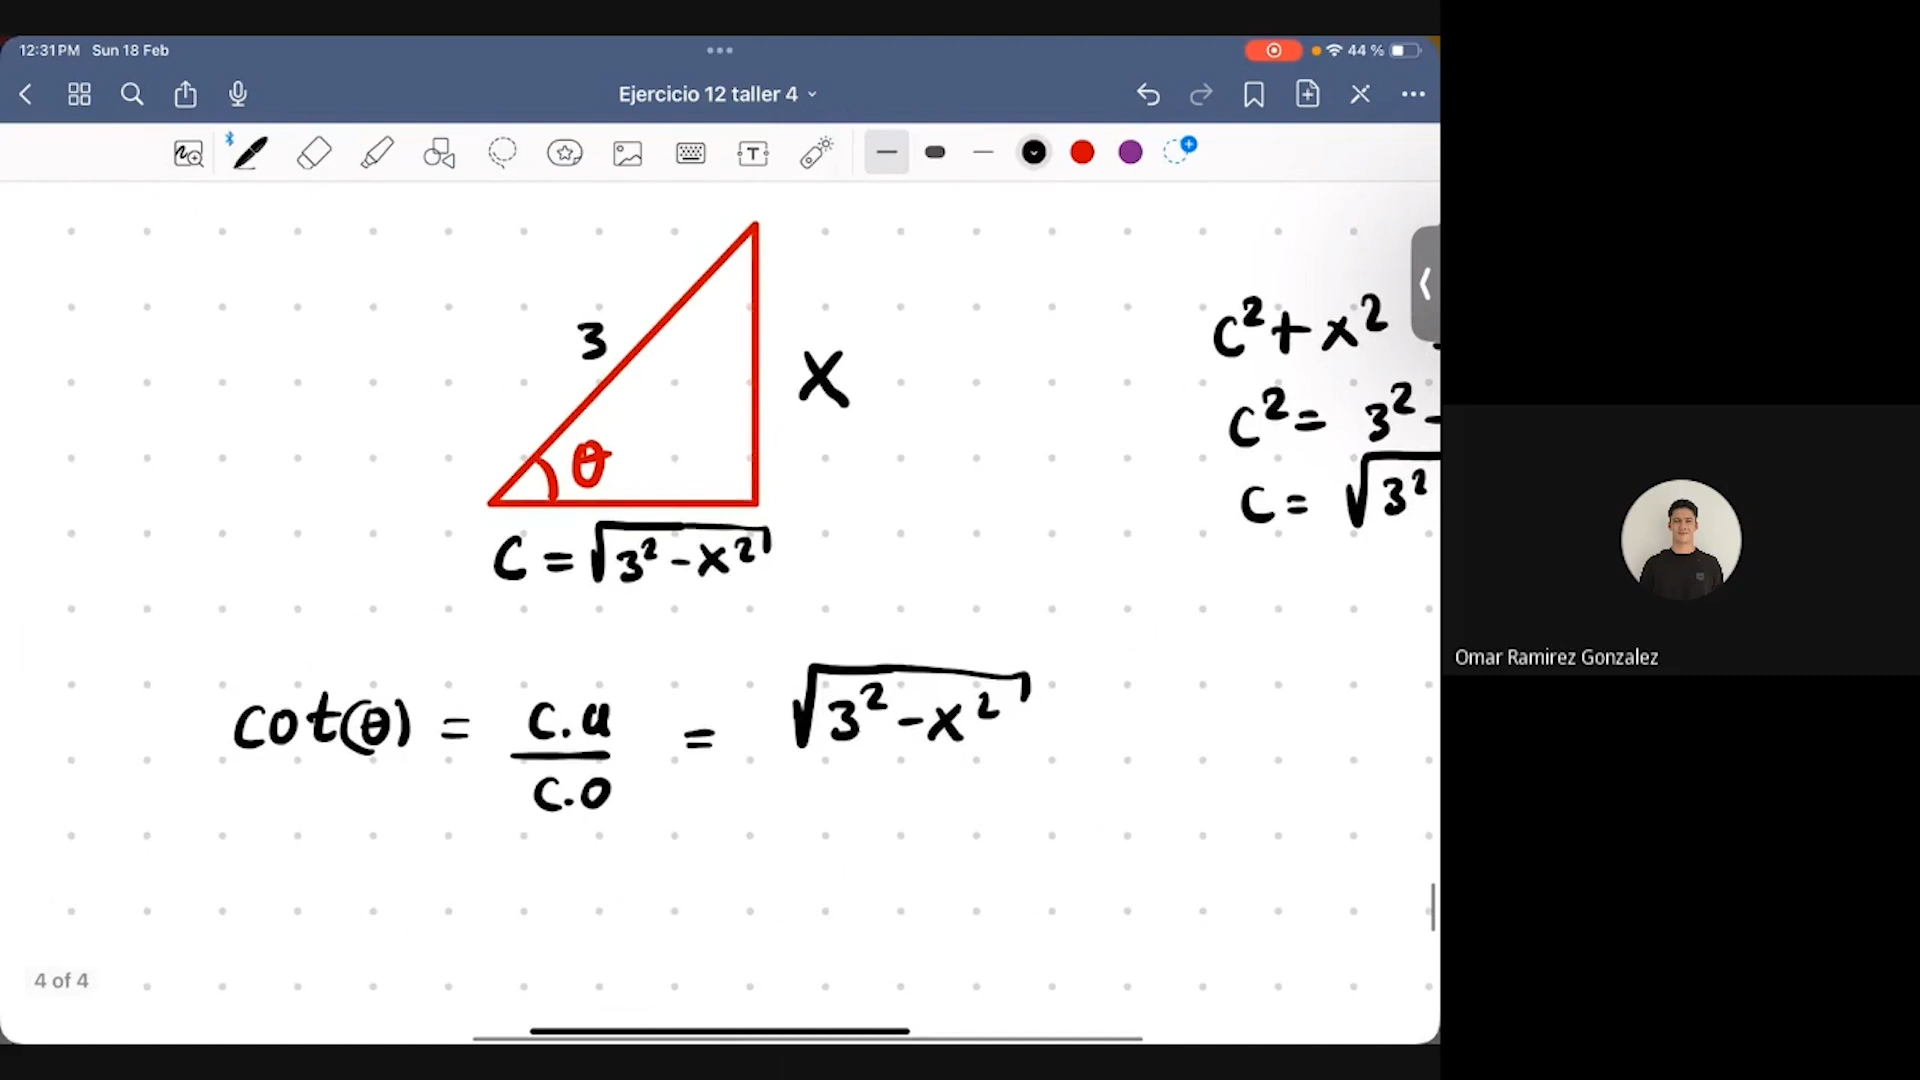 12:31 PM Sun 18 Feb
44 %
Ejercicio 12 taller 4
3
X
θ
C = √3² - x²
C² + x²
C² = 3² -
C = √3²
cot(θ) = c.a / c.o = √3² - x²
4 of 4
Omar Ramirez Gonzalez